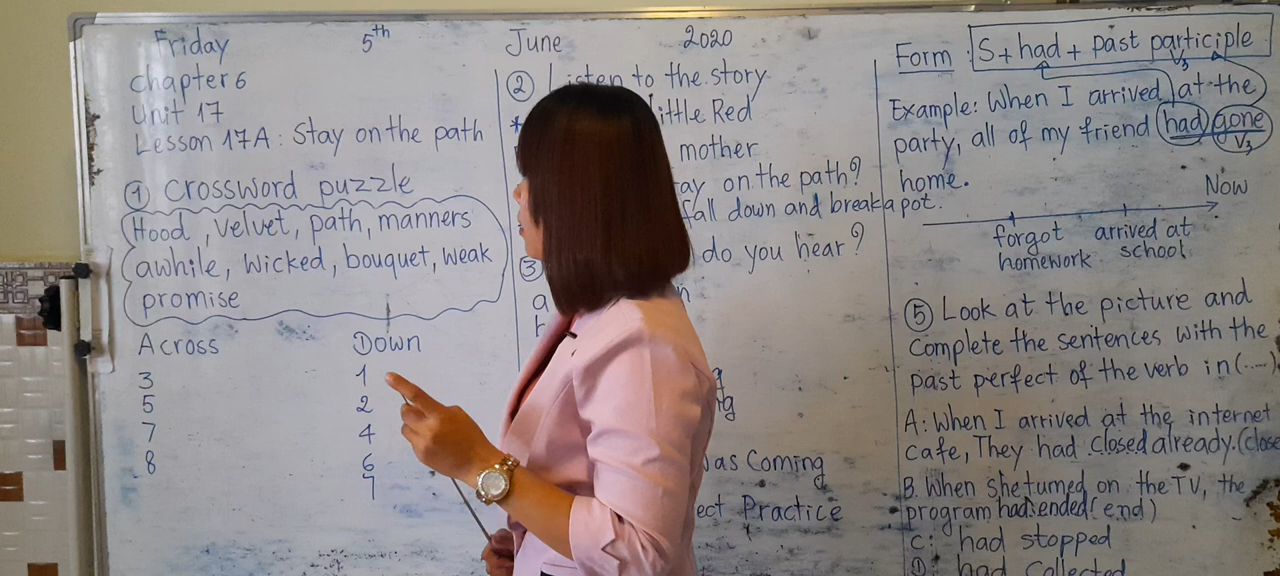 Friday 5th June 2020
Chapter 6
Unit 17
Lesson 17A: Stay on the path
① Crossword puzzle
Hood, velvet, path, manners
awhile, wicked, bouquet, weak
promise
Across Down
3 1
5 2
7 4
8 6
7
② Listen to the story
Red
mother
on the path?
fall down and break a pot.
③ do you hear?
a
Coming
Practice
Form: S + had + past participle
V3
Example: When I arrived at the
party, all of my friend had gone
V3
home.
Now
forgot arrived at
homework school
⑤ Look at the picture and
Complete the sentences with the
past perfect of the verb in (.....)
A: When I arrived at the internet
cafe, They had closed already. (close
B. When she turned on the TV, the
program had ended (end)
C: had stopped
D: had collected